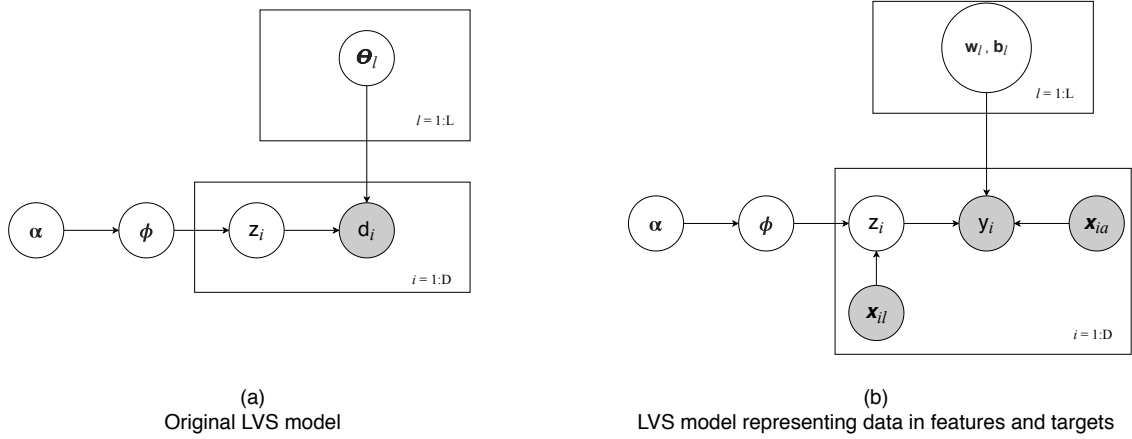 θ_l
l = 1:L
α
ϕ
z_i
d_i
i = 1:D
(a)
Original LVS model
w_l , b_l
l = 1:L
α
ϕ
z_i
y_i
x_ia
x_il
i = 1:D
(b)
LVS model representing data in features and targets